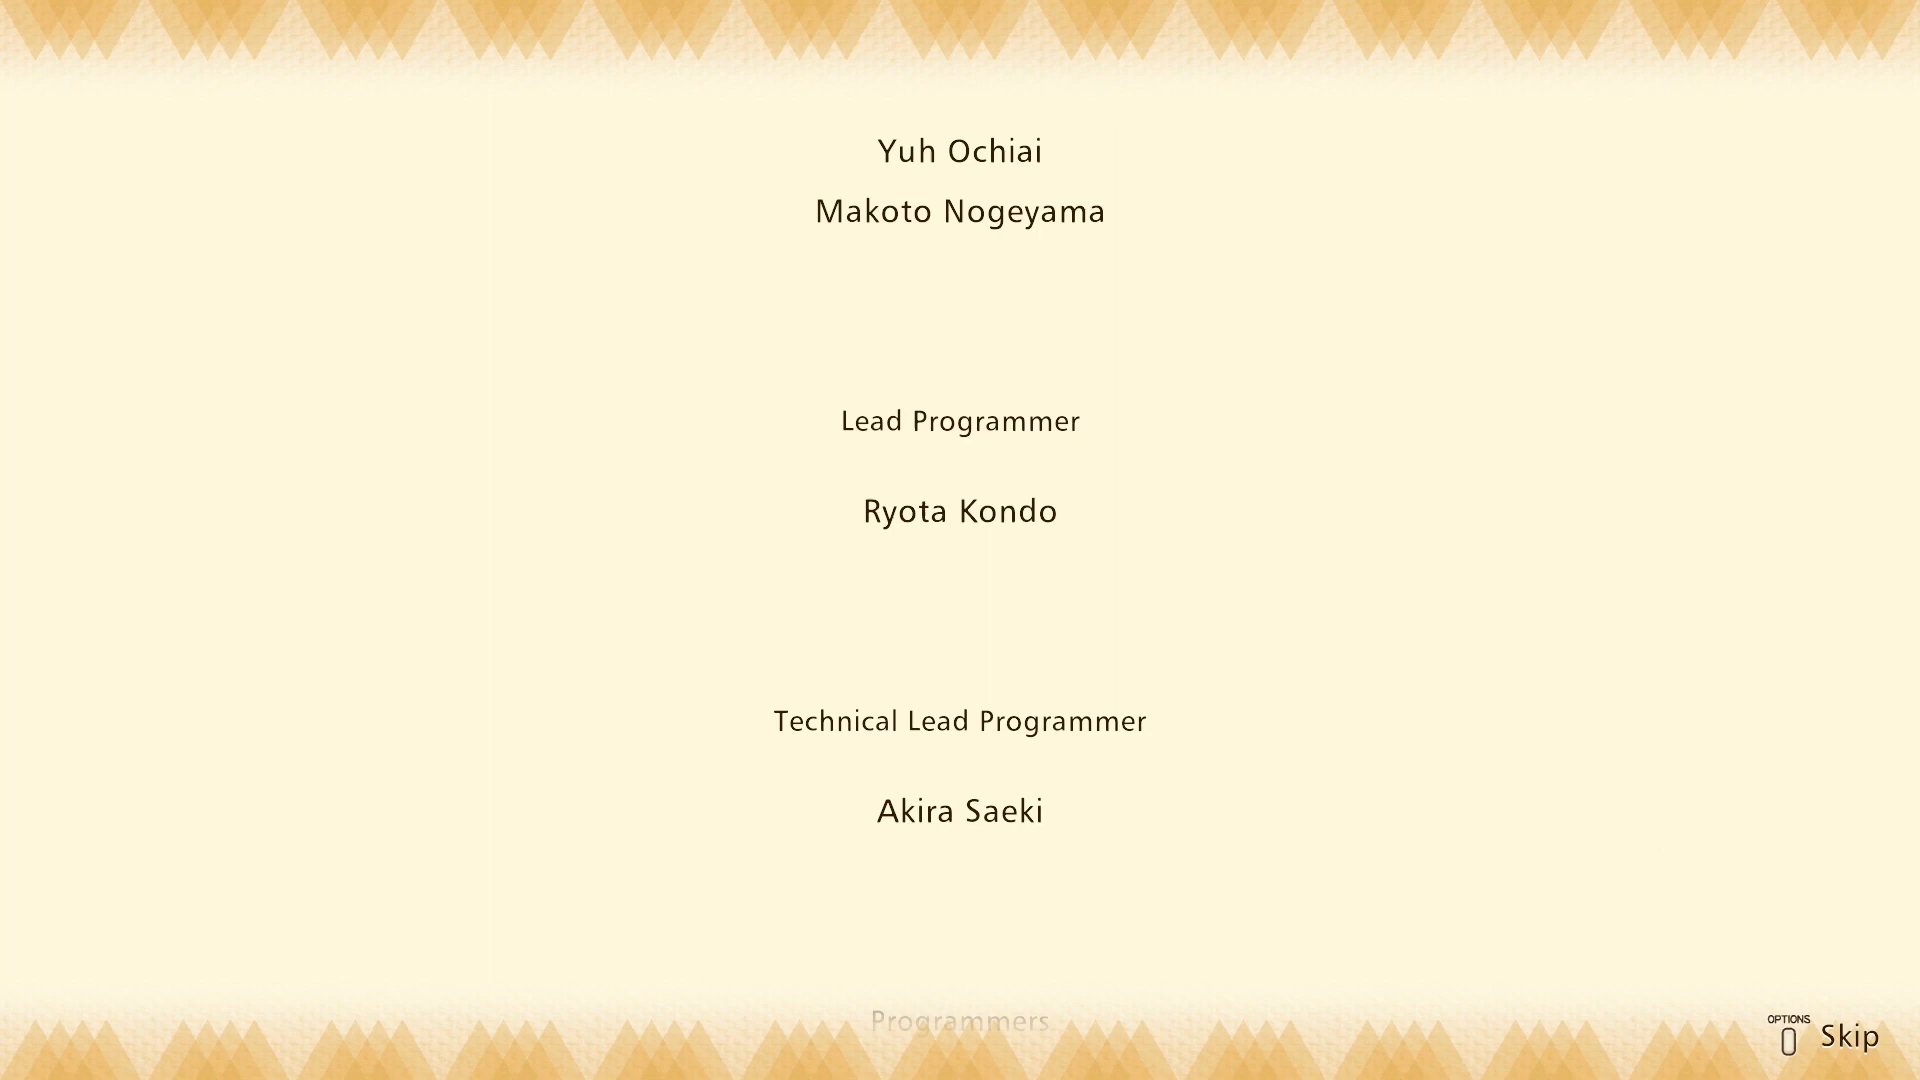 Yuh Ochiai
Makoto Nogeyama
Lead Programmer
Ryota Kondo
Technical Lead Programmer
Akira Saeki
Programmers
OPTIONS
Skip